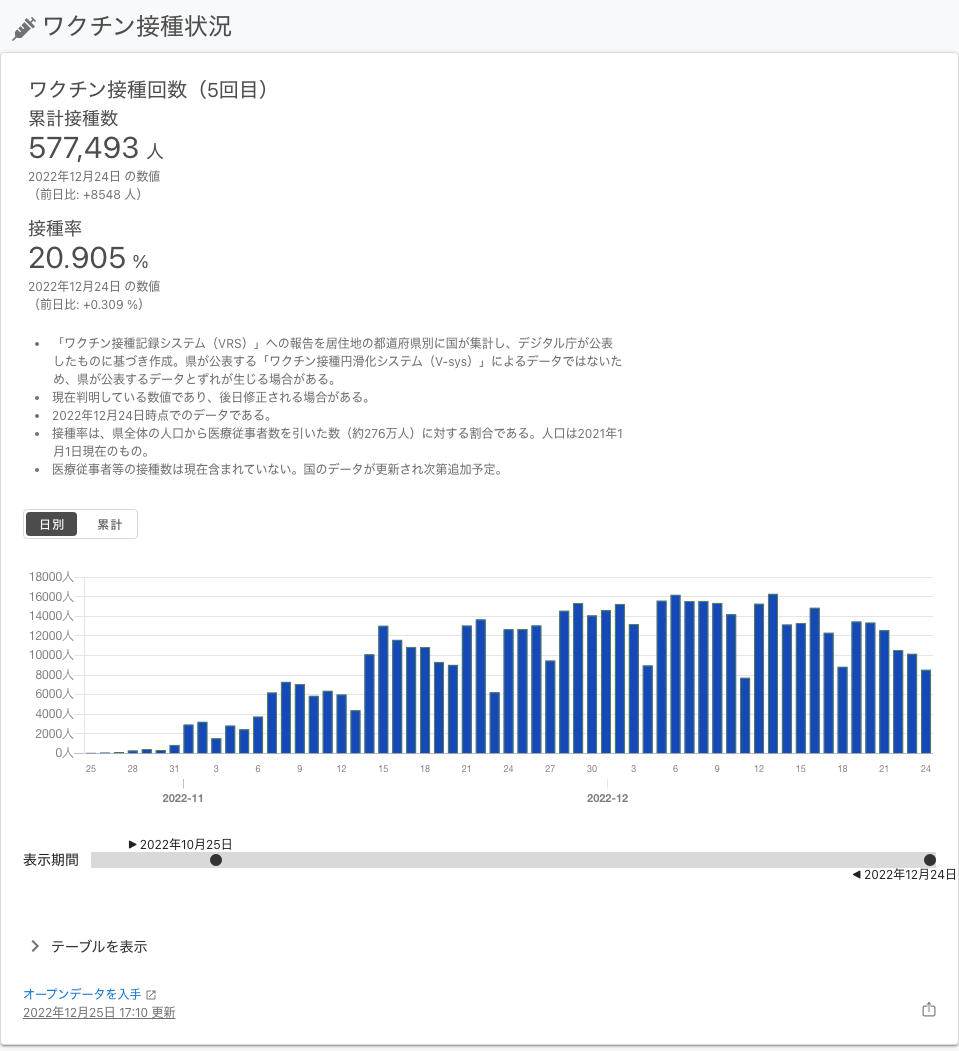 ワクチン接種状況
ワクチン接種回数（5回目）
累計接種数
577,493 人
2022年12月24日 の数値
（前日比: +8548 人）
接種率
20.905 %
2022年12月24日 の数値
（前日比: +0.309 %）
• 「ワクチン接種記録システム（VRS）」への報告を居住地の都道府県別に国が集計し、デジタル庁が公表
したものに基づき作成。県が公表する「ワクチン接種円滑化システム（V-sys）」によるデータではないた
め、県が公表するデータとずれが生じる場合がある。
• 現在判明している数値であり、後日修正される場合がある。
• 2022年12月24日時点でのデータである。
• 接種率は、県全体の人口から医療従事者数を引いた数（約276万人）に対する割合である。人口は2021年1
月1日現在のもの。
• 医療従事者等の接種数は現在含まれていない。国のデータが更新され次第追加予定。
日別 累計
18000人
16000人
14000人
12000人
10000人
8000人
6000人
4000人
2000人
0人
25 28 31 3 6 9 12 15 18 21 24 27 30 3 6 9 12 15 18 21 24
2022-11 2022-12
▶ 2022年10月25日
表示期間
◀ 2022年12月24日
テーブルを表示
オープンデータを入手
2022年12月25日 17:10 更新